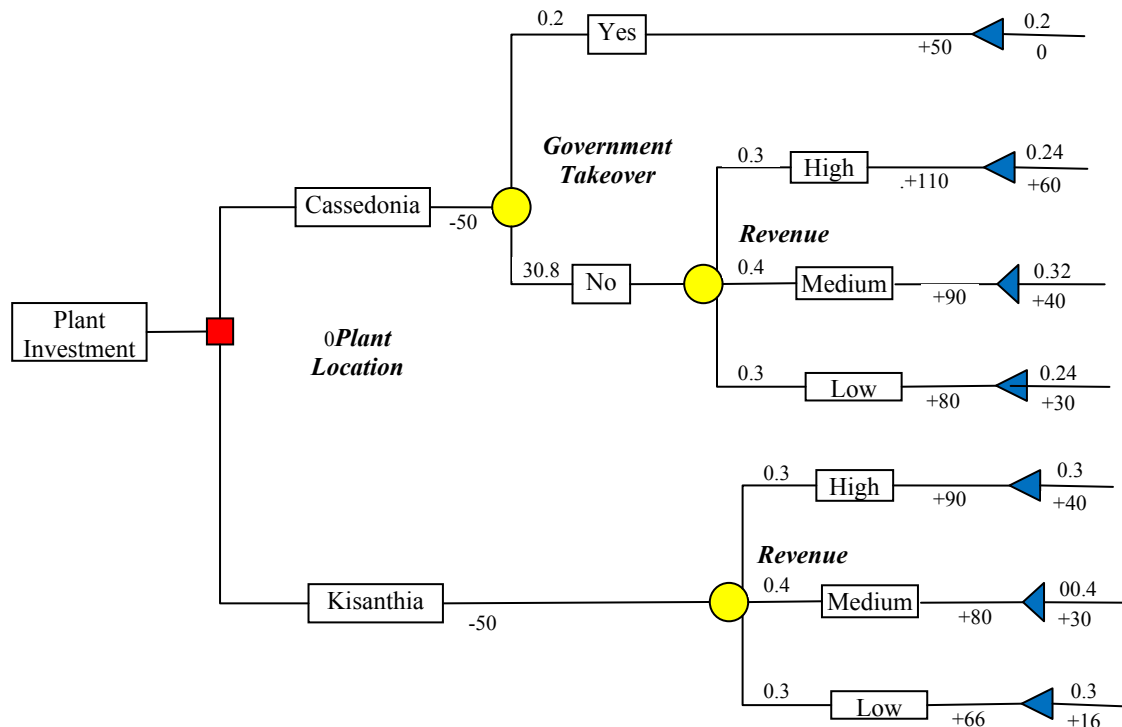 0.2
Yes
+50
0.2
0
Government
Takeover
0.3
High
.+110
0.24
+60
Cassedonia
-50
Revenue
30.8
No
0.4
Medium
+90
0.32
+40
Plant
Investment
0Plant
Location
0.3
Low
+80
0.24
+30
0.3
High
+90
0.3
+40
Revenue
Kisanthia
-50
0.4
Medium
+80
00.4
+30
0.3
Low
+66
0.3
+16